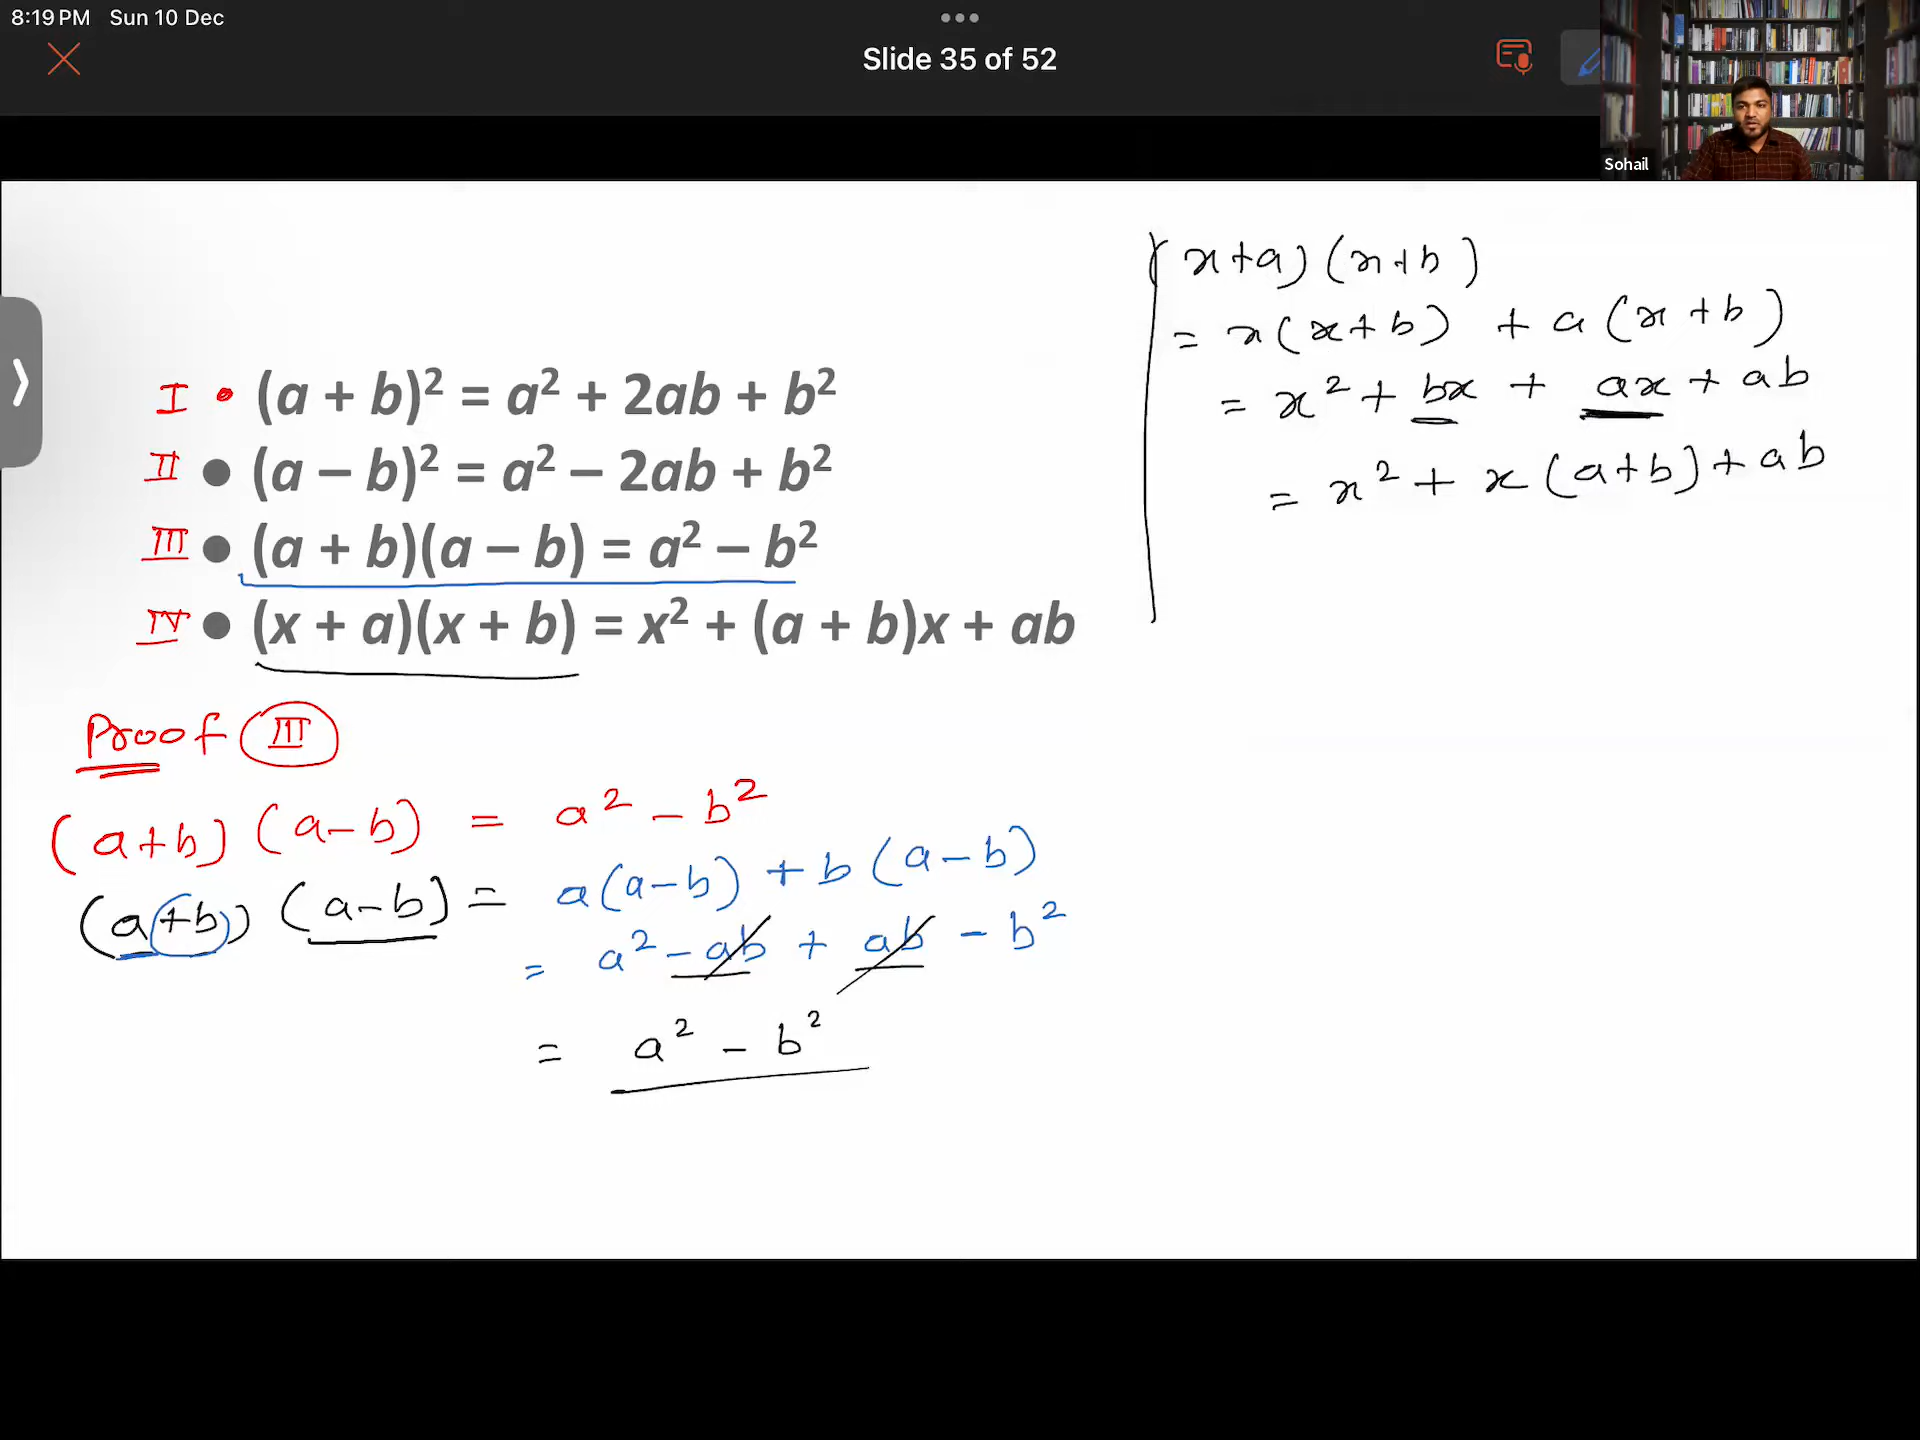 8:19 PM Sun 10 Dec
Slide 35 of 52
Sohail
I • (a + b)² = a² + 2ab + b²
II • (a − b)² = a² − 2ab + b²
III • (a + b)(a − b) = a² − b²
IV • (x + a)(x + b) = x² + (a + b)x + ab
Proof III
(a+b) (a-b) = a² - b²
(a+b) (a-b) = a(a-b) + b(a-b)
= a² - ab + ab - b²
= a² - b²
(x+a) (x+b)
= x(x+b) + a(x+b)
= x² + bx + ax + ab
= x² + x(a+b) + ab